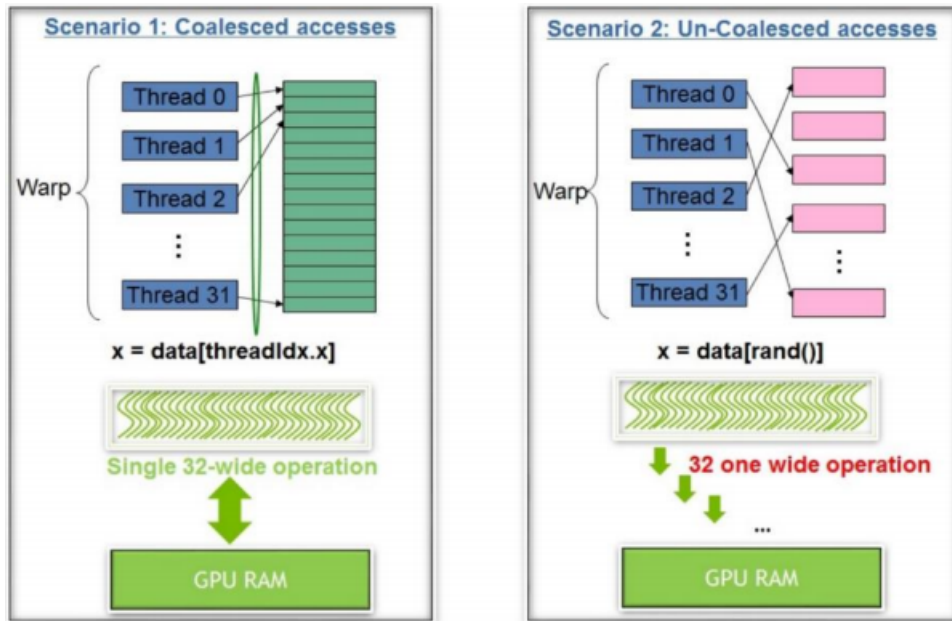 Scenario 1: Coalesced accesses
Warp
Thread 0
Thread 1
Thread 2
⋮
Thread 31
x = data[threadIdx.x]
Single 32-wide operation
GPU RAM
Scenario 2: Un-Coalesced accesses
Warp
Thread 0
Thread 1
Thread 2
⋮
Thread 31
⋮
x = data[rand()]
32 one wide operation
...
GPU RAM